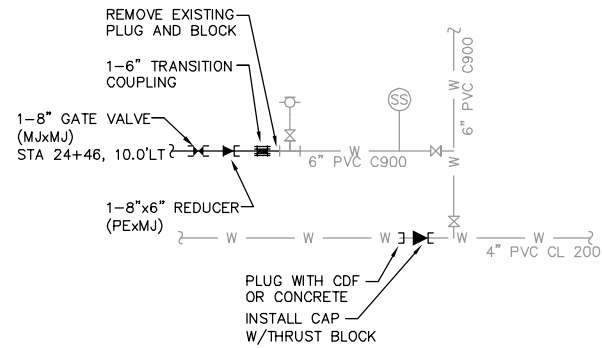 REMOVE EXISTING
PLUG AND BLOCK
1-6" TRANSITION
COUPLING
1-8" GATE VALVE
(MJxMJ)
STA 24+46, 10.0'LT
1-8"x6" REDUCER
(PExMJ)
SS
W
6" PVC C900
W
6" PVC C900
W
W
W
W
W
W
4" PVC CL 200
PLUG WITH CDF
OR CONCRETE
INSTALL CAP
W/THRUST BLOCK